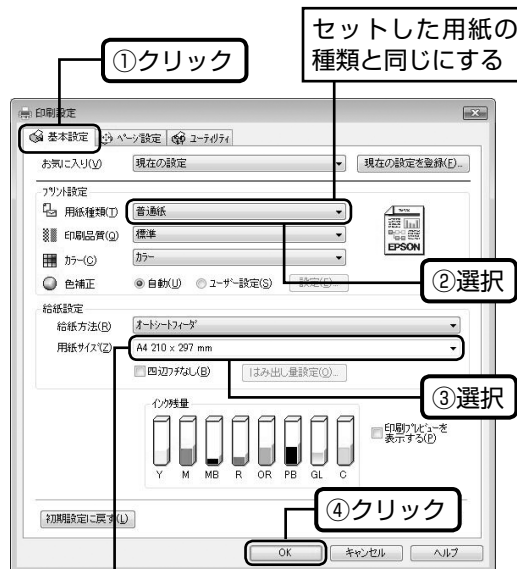 セットした用紙の
種類と同じにする
①クリック
印刷設定
基本設定 ページ設定 ユーティリティ
お気に入り(V) 現在の設定 現在の設定を登録(F)...
プリント設定
用紙種類(T) 普通紙
印刷品質(Q) 標準
カラー(C) カラー
EPSON
色補正 自動(U) ユーザー設定(S) 設定(E)...
②選択
給紙設定
給紙方法(R) オートシートフィーダ
用紙サイズ(Z) A4 210 x 297 mm
四辺フチなし(B) はみ出し量設定(O)...
③選択
インク残量
印刷プレビューを
表示する(P)
Y M MB R OR PB GL C
④クリック
初期設定に戻す(L)
OK キャンセル ヘルプ